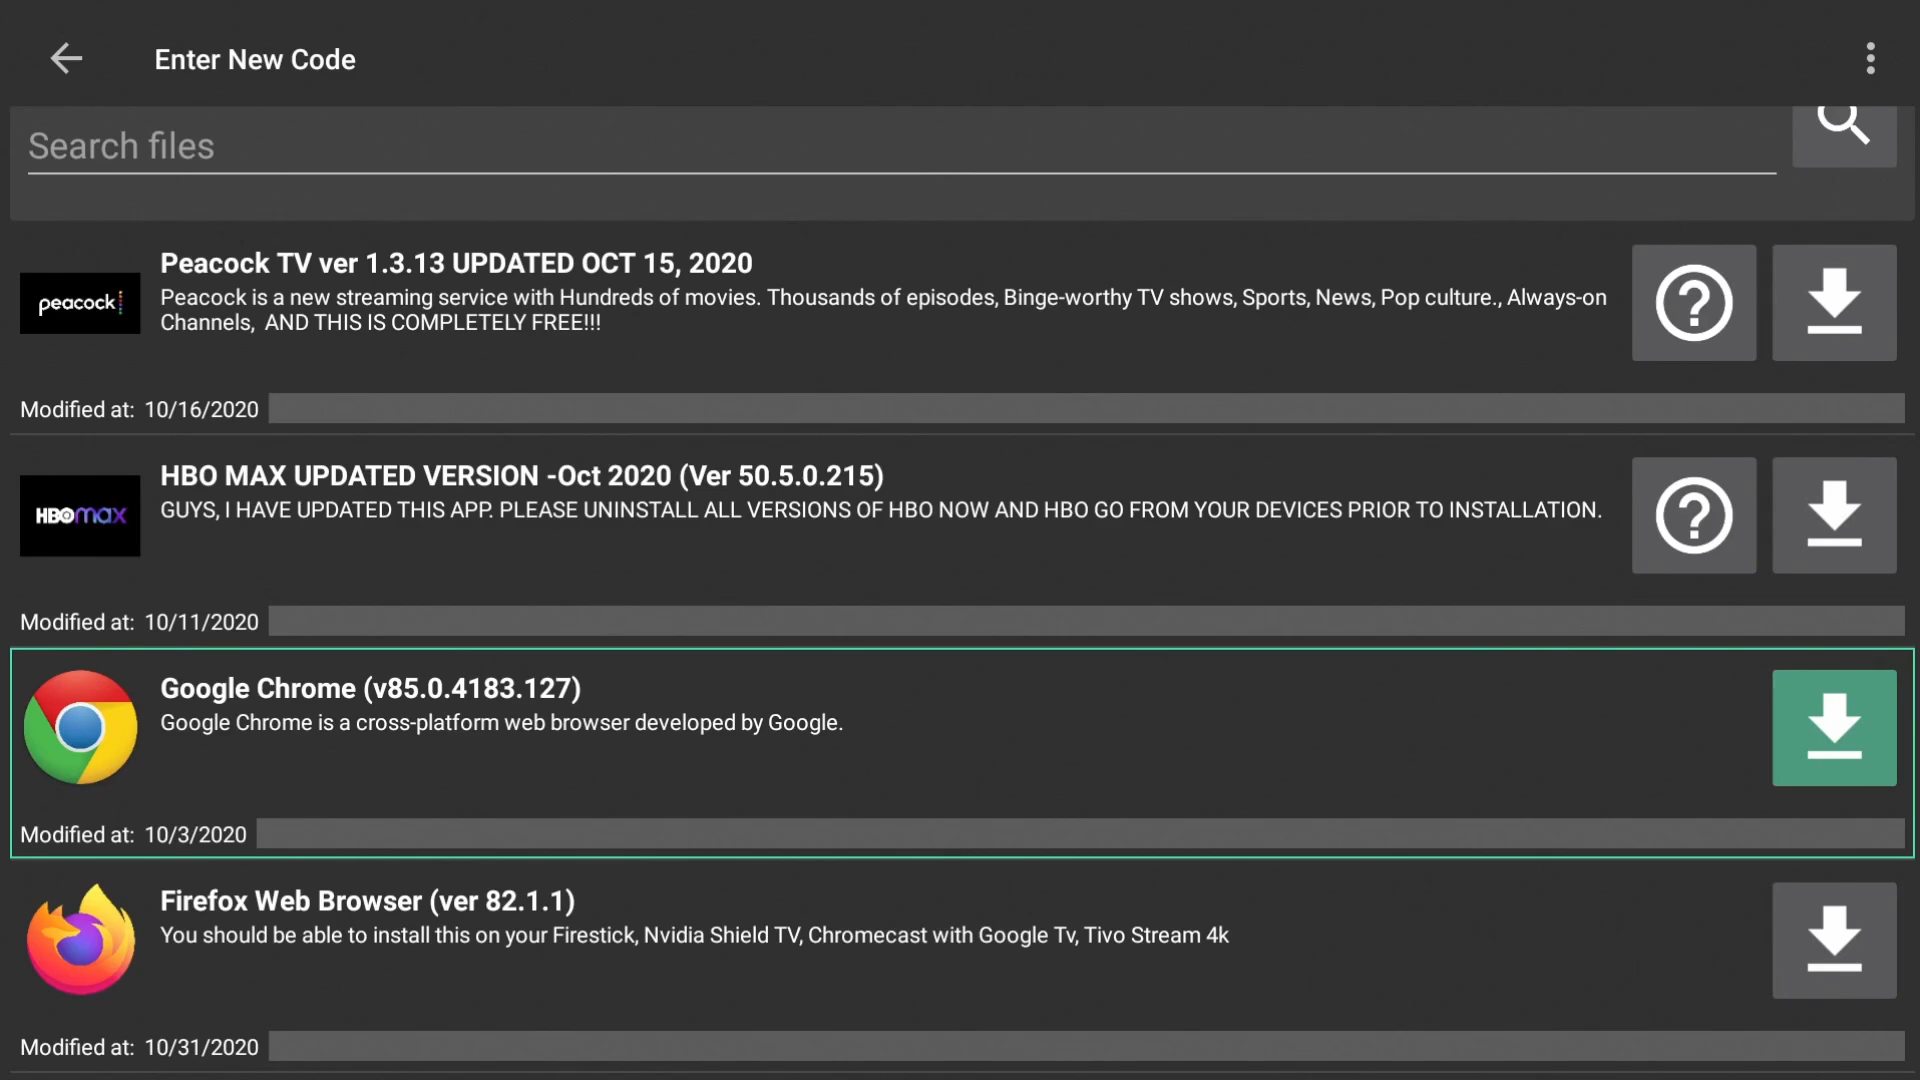 Enter New Code
Search files
Peacock TV ver 1.3.13 UPDATED OCT 15, 2020
peacock
Peacock is a new streaming service with Hundreds of movies. Thousands of episodes, Binge-worthy TV shows, Sports, News, Pop culture., Always-on
Channels,  AND THIS IS COMPLETELY FREE!!!
Modified at: 10/16/2020
HBO MAX UPDATED VERSION -Oct 2020 (Ver 50.5.0.215)
HBOmax
GUYS, I HAVE UPDATED THIS APP. PLEASE UNINSTALL ALL VERSIONS OF HBO NOW AND HBO GO FROM YOUR DEVICES PRIOR TO INSTALLATION.
Modified at: 10/11/2020
Google Chrome (v85.0.4183.127)
Google Chrome is a cross-platform web browser developed by Google.
Modified at: 10/3/2020
Firefox Web Browser (ver 82.1.1)
You should be able to install this on your Firestick, Nvidia Shield TV, Chromecast with Google Tv, Tivo Stream 4k
Modified at: 10/31/2020